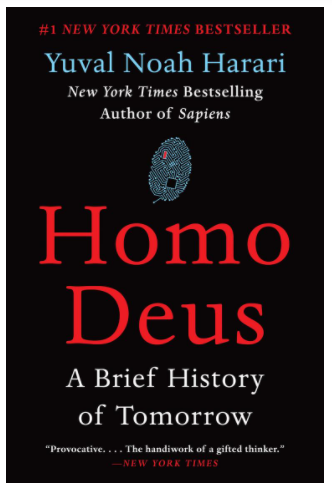 #1 NEW YORK TIMES BESTSELLER
Yuval Noah Harari
New York Times Bestselling
Author of Sapiens
Homo
Deus
A Brief History
of Tomorrow
“Provocative. . . . The handiwork of a gifted thinker.”
—NEW YORK TIMES